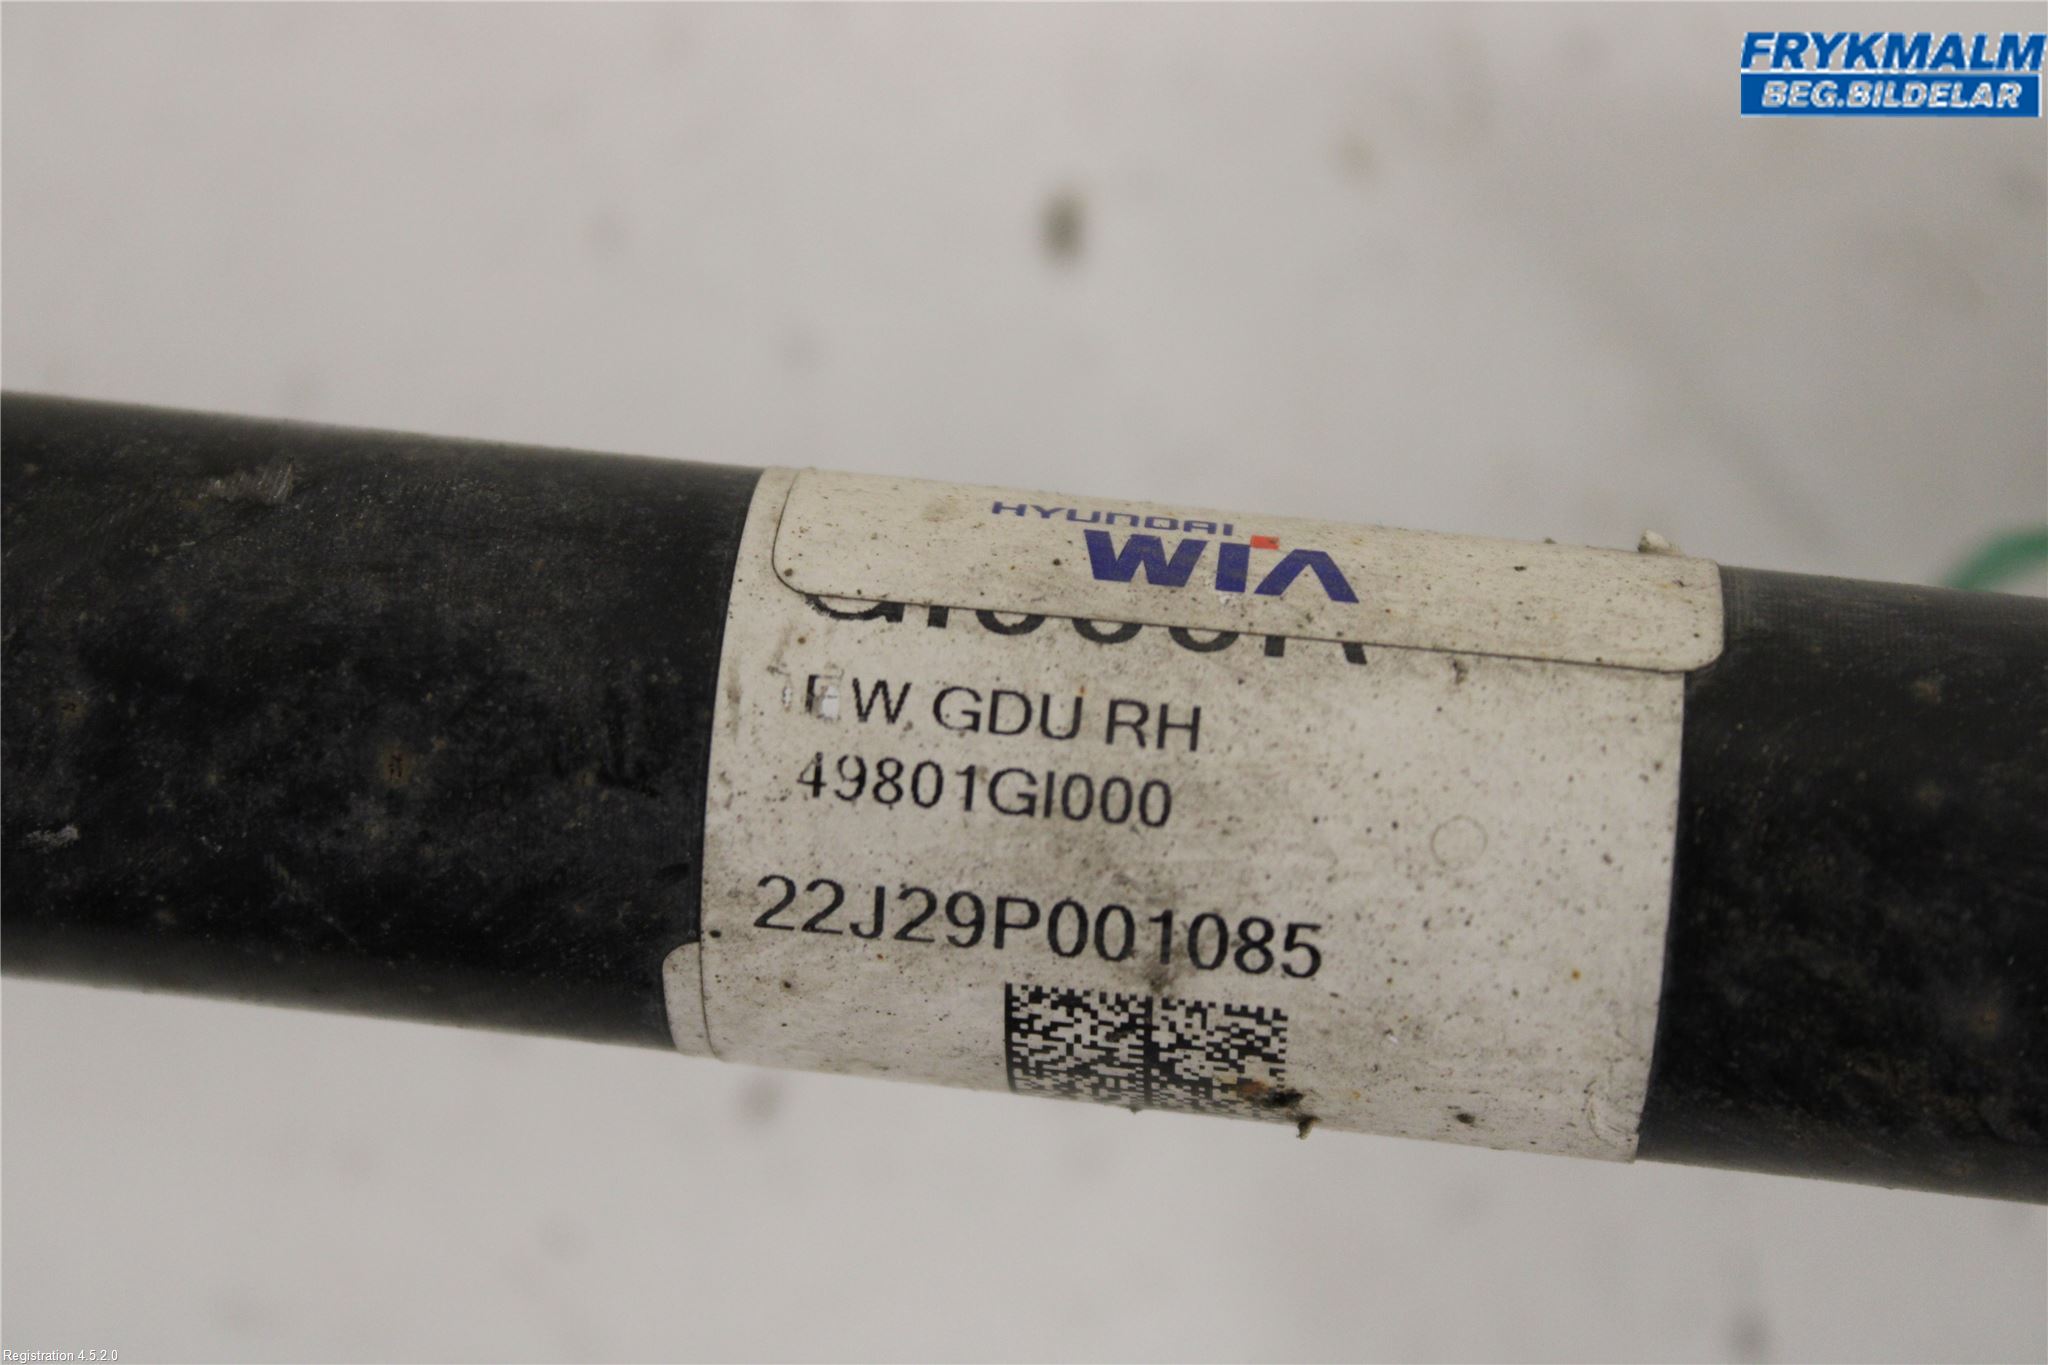 FRYKMALM
BEG.BILDELAR
HYUNDAI
WIA
W GDU RH
49801GI000
22J29P001085
Registration 4.5.2.0